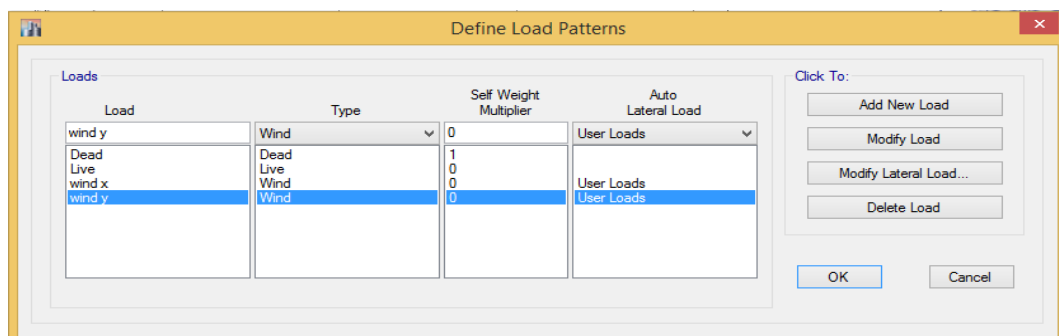 Define Load Patterns
Loads
Click To:
Load Type Self Weight Multiplier Auto Lateral Load
wind y Wind 0 User Loads
Dead Dead 1
Live Live 0
wind x Wind 0 User Loads
wind y Wind 0 User Loads
Add New Load
Modify Load
Modify Lateral Load...
Delete Load
OK Cancel